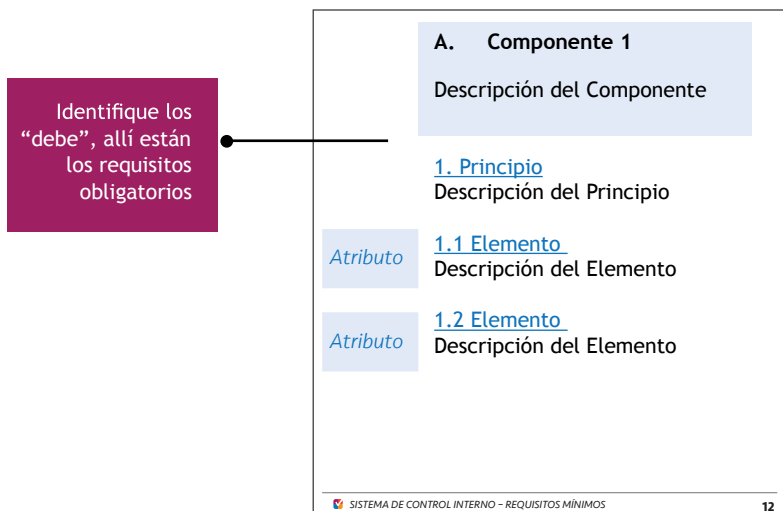 A. Componente 1
Descripción del Componente
Identifique los
“debe”, allí están
los requisitos
obligatorios
1. Principio
Descripción del Principio
Atributo
1.1 Elemento
Descripción del Elemento
Atributo
1.2 Elemento
Descripción del Elemento
SISTEMA DE CONTROL INTERNO – REQUISITOS MÍNIMOS 12